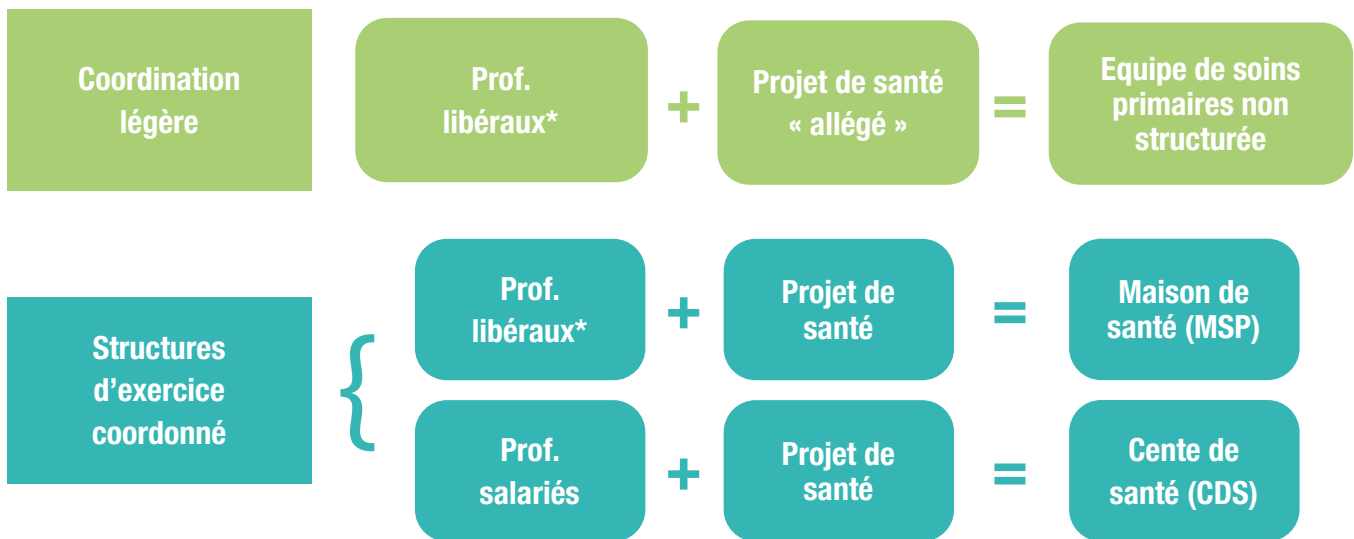 Coordination
légère
Prof.
libéraux*
+
Projet de santé
« allégé »
=
Equipe de soins
primaires non
structurée
Structures
d’exercice
coordonné
{
Prof.
libéraux*
+
Projet de
santé
=
Maison de
santé (MSP)
Prof.
salariés
+
Projet de
santé
=
Cente de
santé (CDS)